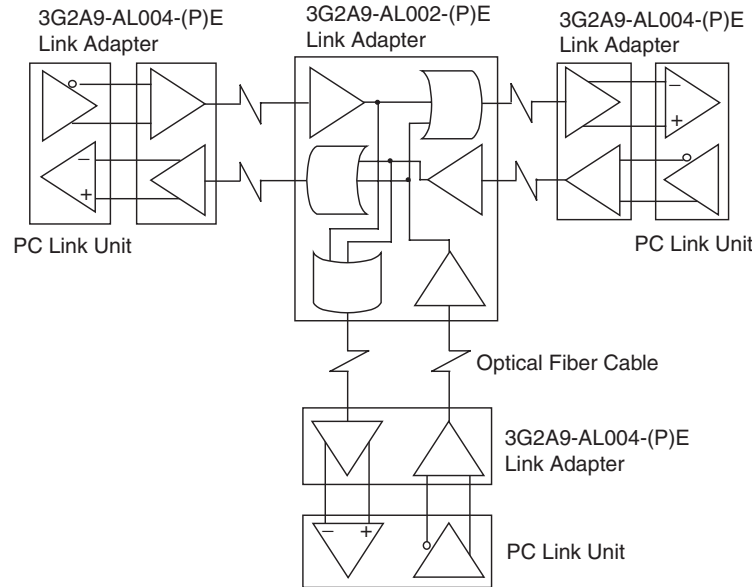 3G2A9-AL004-(P)E
Link Adapter
3G2A9-AL002-(P)E
Link Adapter
3G2A9-AL004-(P)E
Link Adapter
−
+
−
+
PC Link Unit
PC Link Unit
Optical Fiber Cable
3G2A9-AL004-(P)E
Link Adapter
− +
PC Link Unit